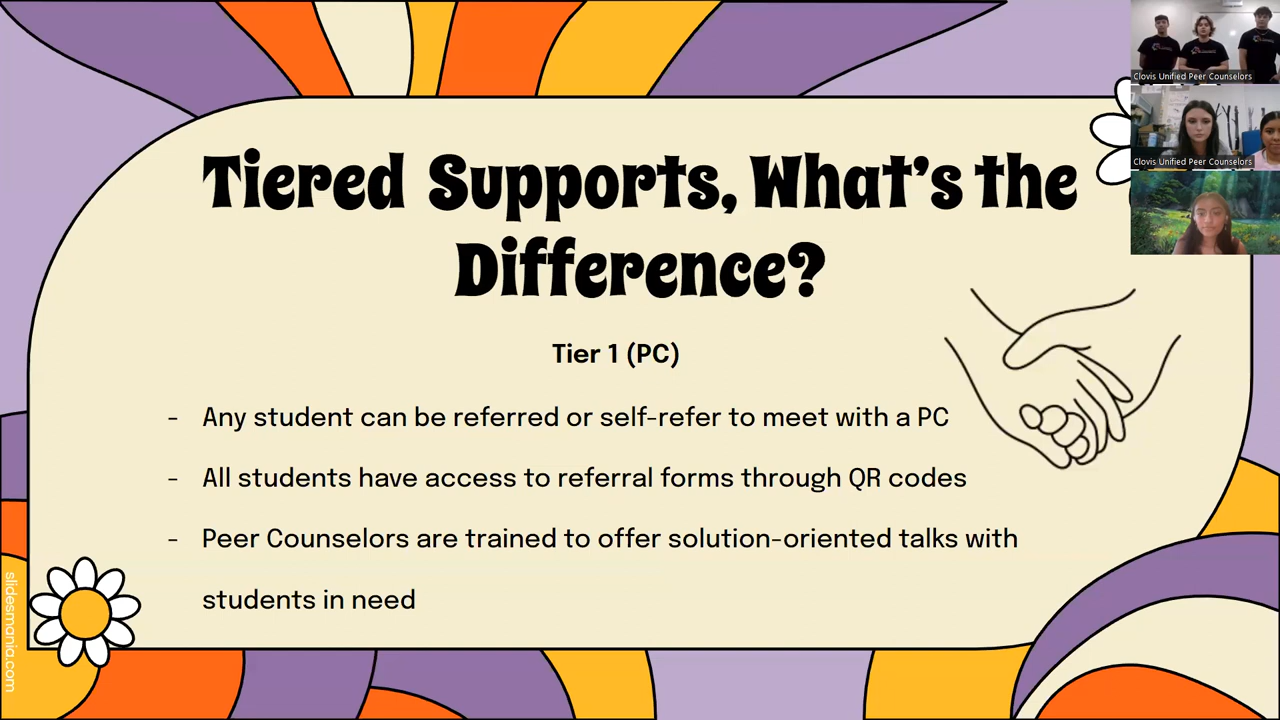 Tiered Supports, What's the
Difference?
Tier 1 (PC)
- Any student can be referred or self-refer to meet with a PC
- All students have access to referral forms through QR codes
- Peer Counselors are trained to offer solution-oriented talks with
students in need
Clovis Unified Peer Counselors
Clovis Unified Peer Counselors
slidesmania.com